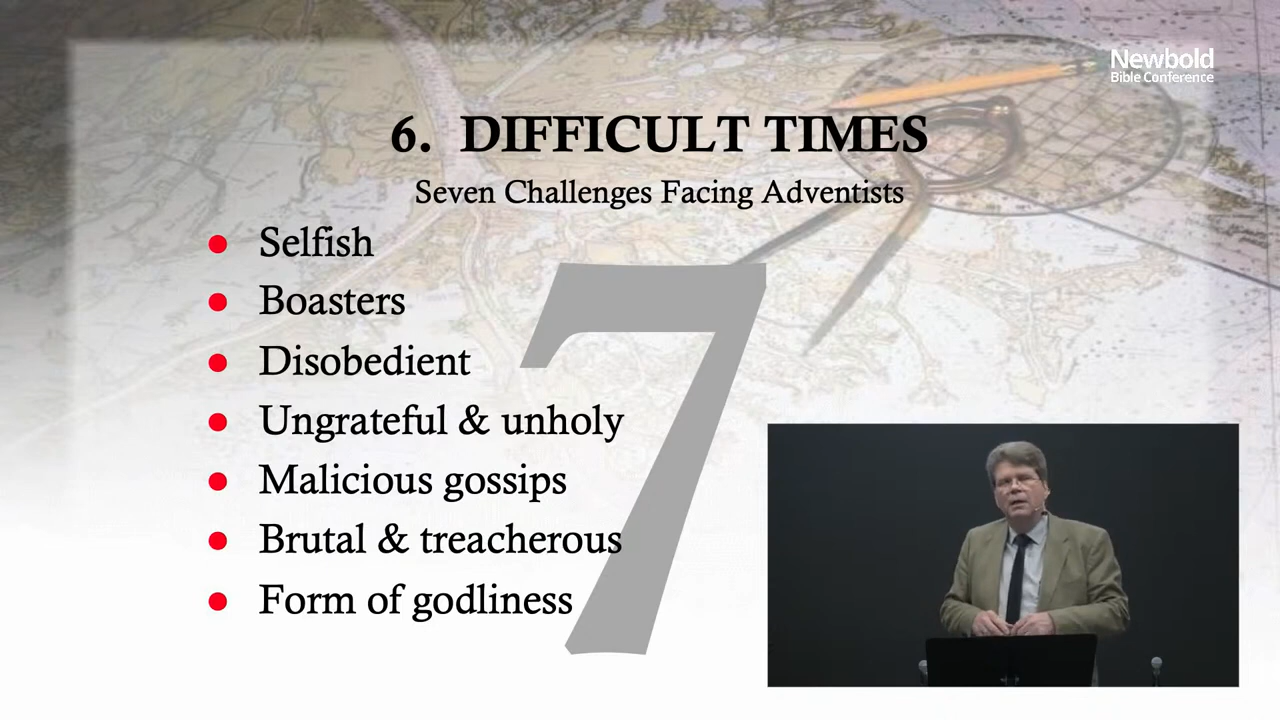 Newbold
Bible Conference
6. DIFFICULT TIMES
Seven Challenges Facing Adventists
● Selfish
● Boasters
● Disobedient
● Ungrateful & unholy
● Malicious gossips
● Brutal & treacherous
● Form of godliness
7